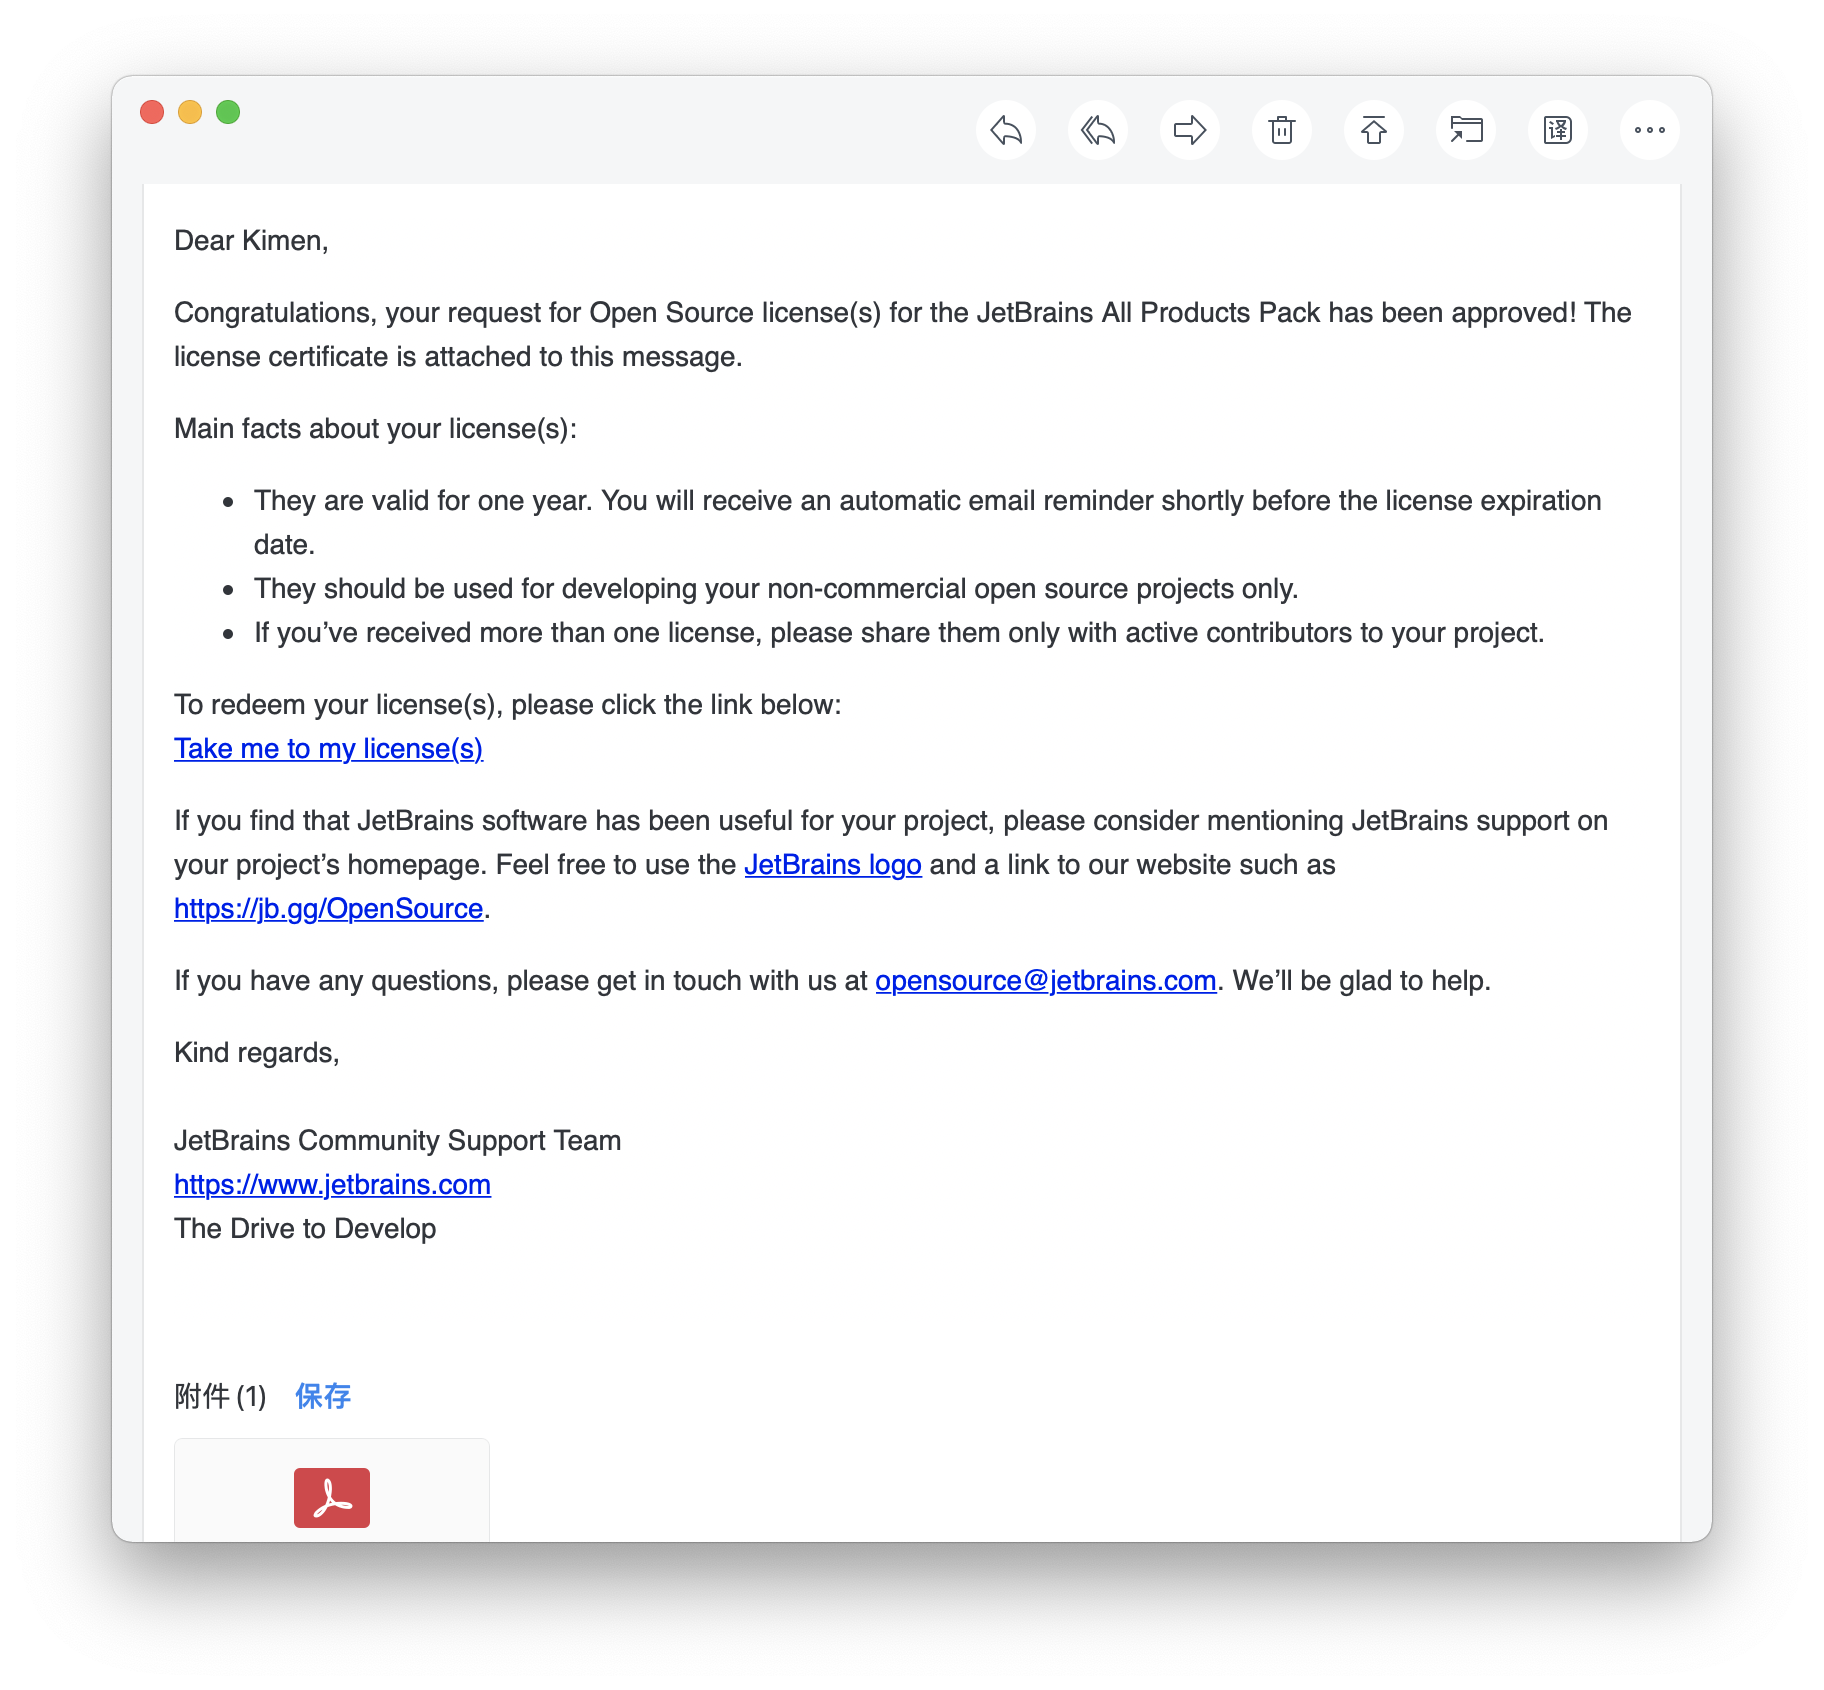 译
Dear Kimen,
Congratulations, your request for Open Source license(s) for the JetBrains All Products Pack has been approved! The
license certificate is attached to this message.
Main facts about your license(s):
• They are valid for one year. You will receive an automatic email reminder shortly before the license expiration
date.
• They should be used for developing your non-commercial open source projects only.
• If you’ve received more than one license, please share them only with active contributors to your project.
To redeem your license(s), please click the link below:
Take me to my license(s)
If you find that JetBrains software has been useful for your project, please consider mentioning JetBrains support on
your project’s homepage. Feel free to use the JetBrains logo and a link to our website such as
https://jb.gg/OpenSource.
If you have any questions, please get in touch with us at opensource@jetbrains.com. We’ll be glad to help.
Kind regards,
JetBrains Community Support Team
https://www.jetbrains.com
The Drive to Develop
附件 (1) 保存